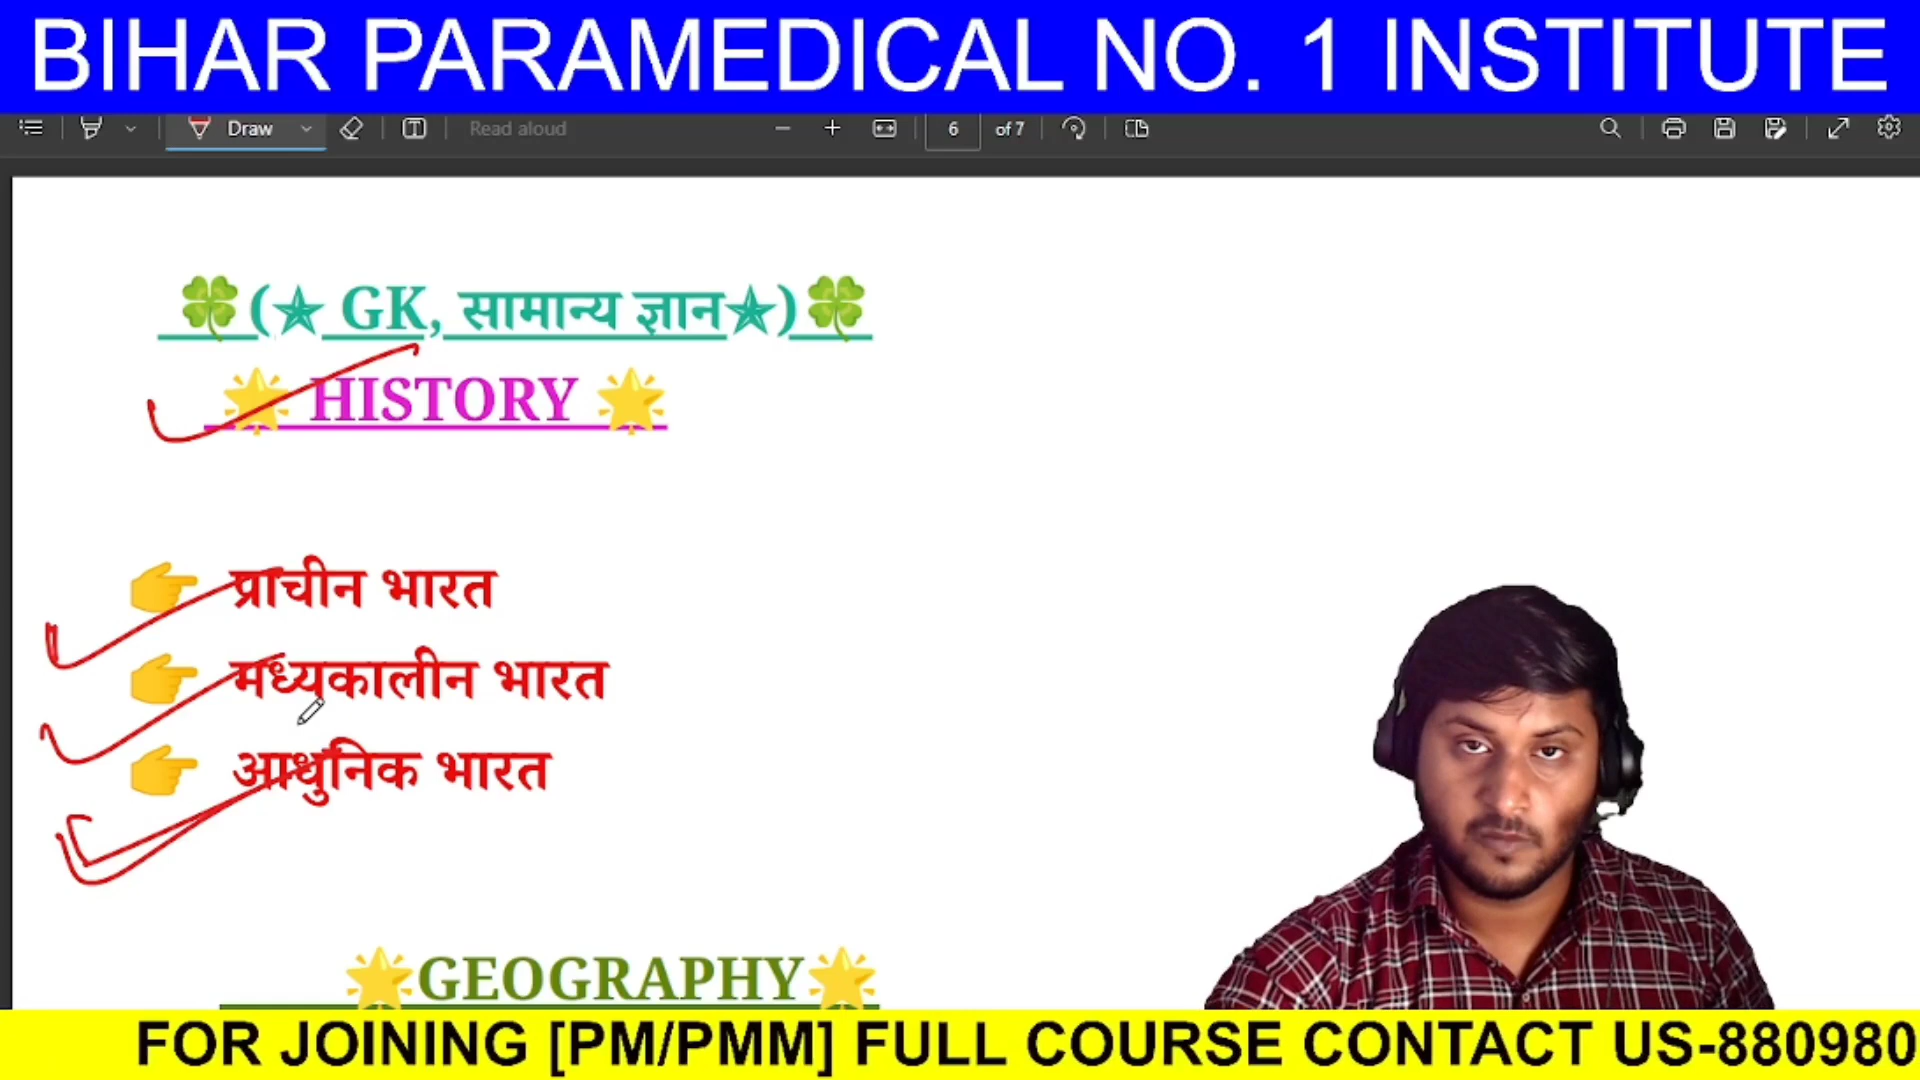 BIHAR PARAMEDICAL NO. 1 INSTITUTE
Draw Read aloud 6 of 7
(★ GK, सामान्य ज्ञान★)
HISTORY
प्राचीन भारत
मध्यकालीन भारत
आधुनिक भारत
GEOGRAPHY
FOR JOINING [PM/PMM] FULL COURSE CONTACT US-880980